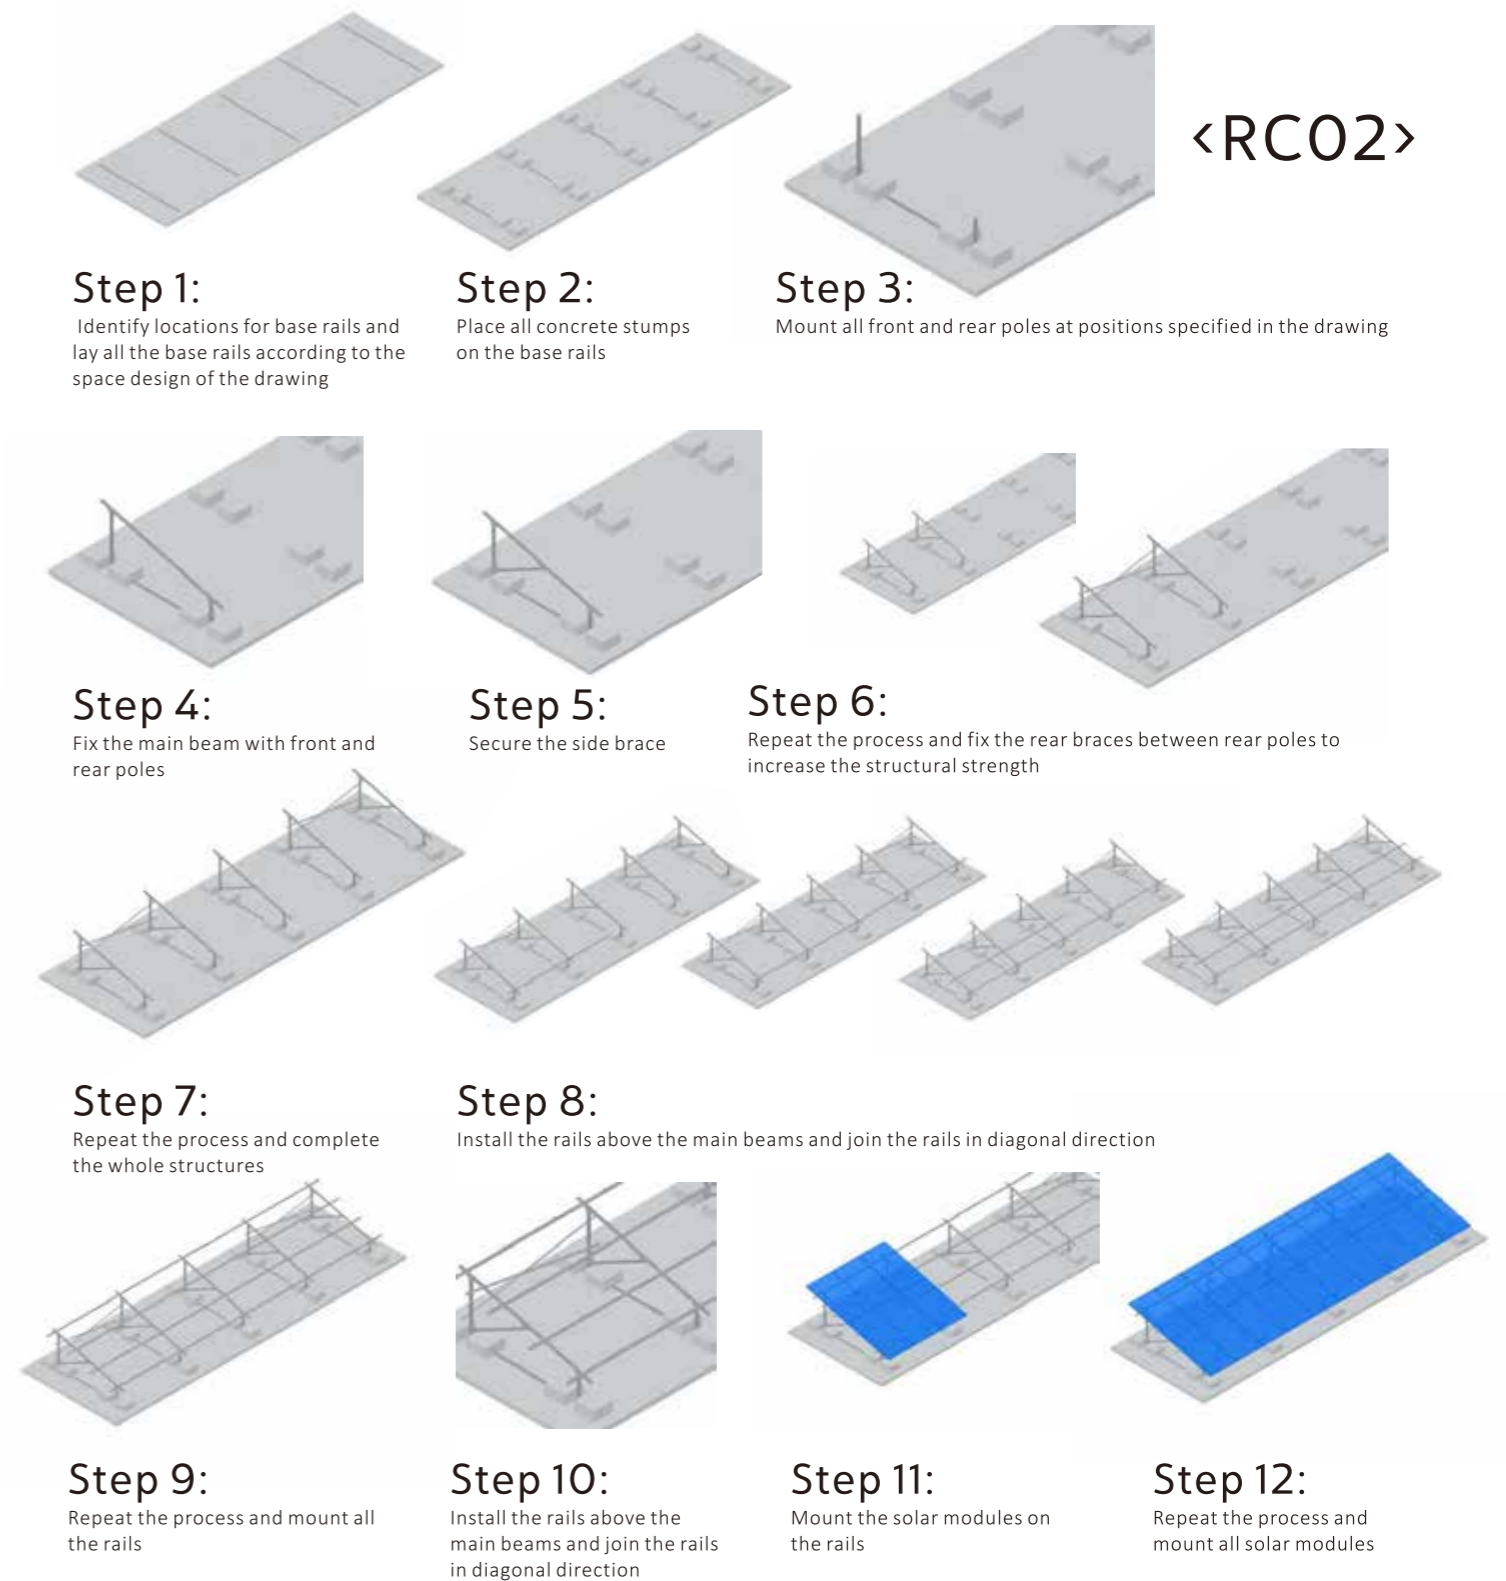 <RC02>
Step 1:
Identify locations for base rails and
lay all the base rails according to the
space design of the drawing
Step 2:
Place all concrete stumps
on the base rails
Step 3:
Mount all front and rear poles at positions specified in the drawing
Step 4:
Fix the main beam with front and
rear poles
Step 5:
Secure the side brace
Step 6:
Repeat the process and fix the rear braces between rear poles to
increase the structural strength
Step 7:
Repeat the process and complete
the whole structures
Step 8:
Install the rails above the main beams and join the rails in diagonal direction
Step 9:
Repeat the process and mount all
the rails
Step 10:
Install the rails above the
main beams and join the rails
in diagonal direction
Step 11:
Mount the solar modules on
the rails
Step 12:
Repeat the process and
mount all solar modules